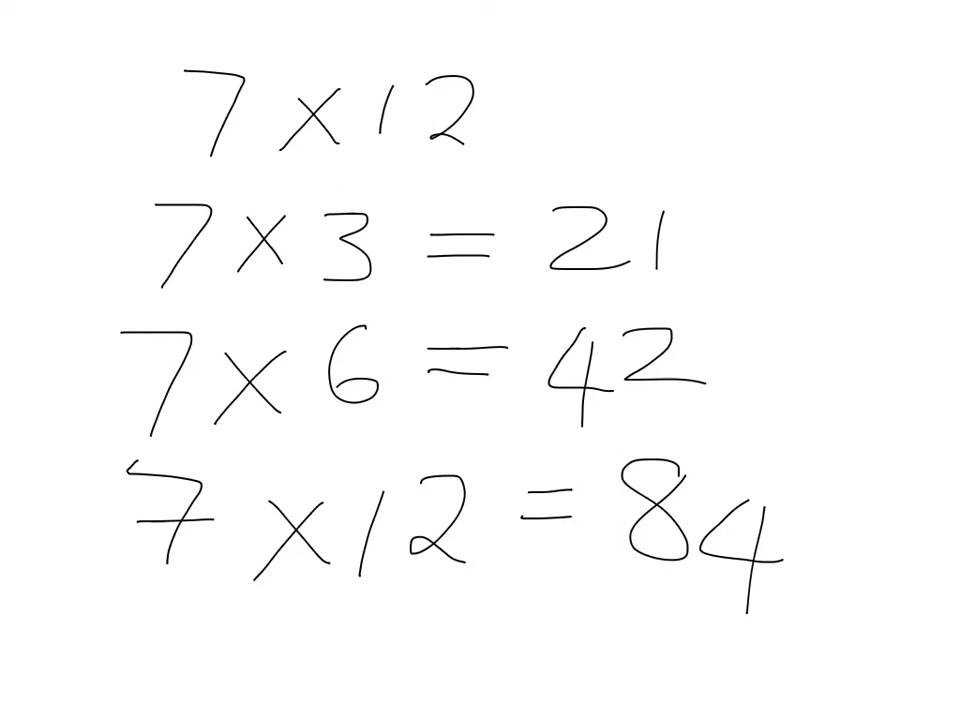 7 × 12
7 × 3 = 21
7 × 6 = 42
7 × 12 = 84